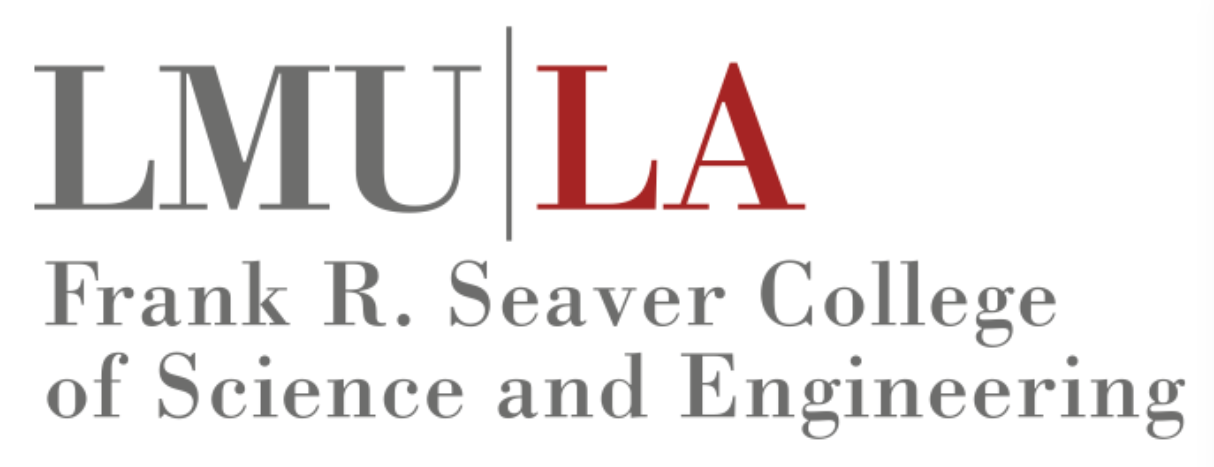 LMU|LA
Frank R. Seaver College
of Science and Engineering